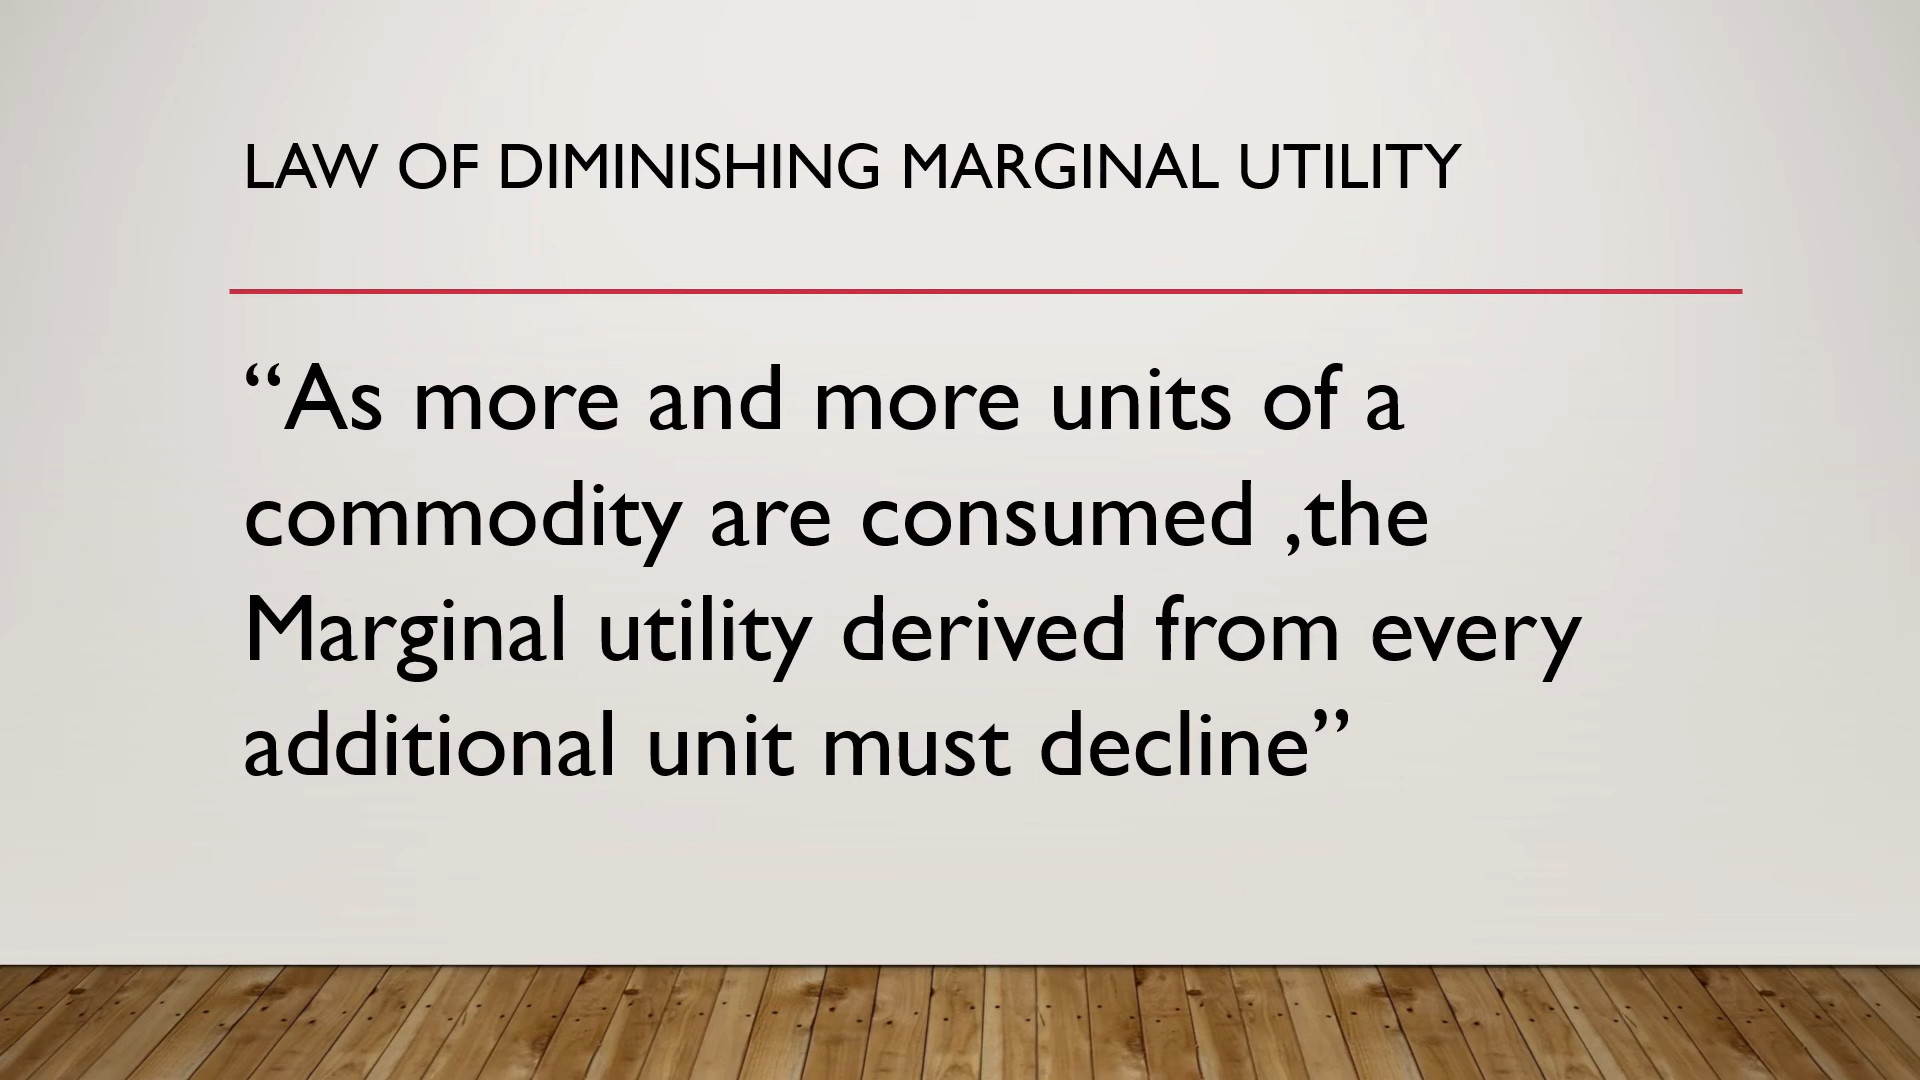 LAW OF DIMINISHING MARGINAL UTILITY
“As more and more units of a
commodity are consumed ,the
Marginal utility derived from every
additional unit must decline”